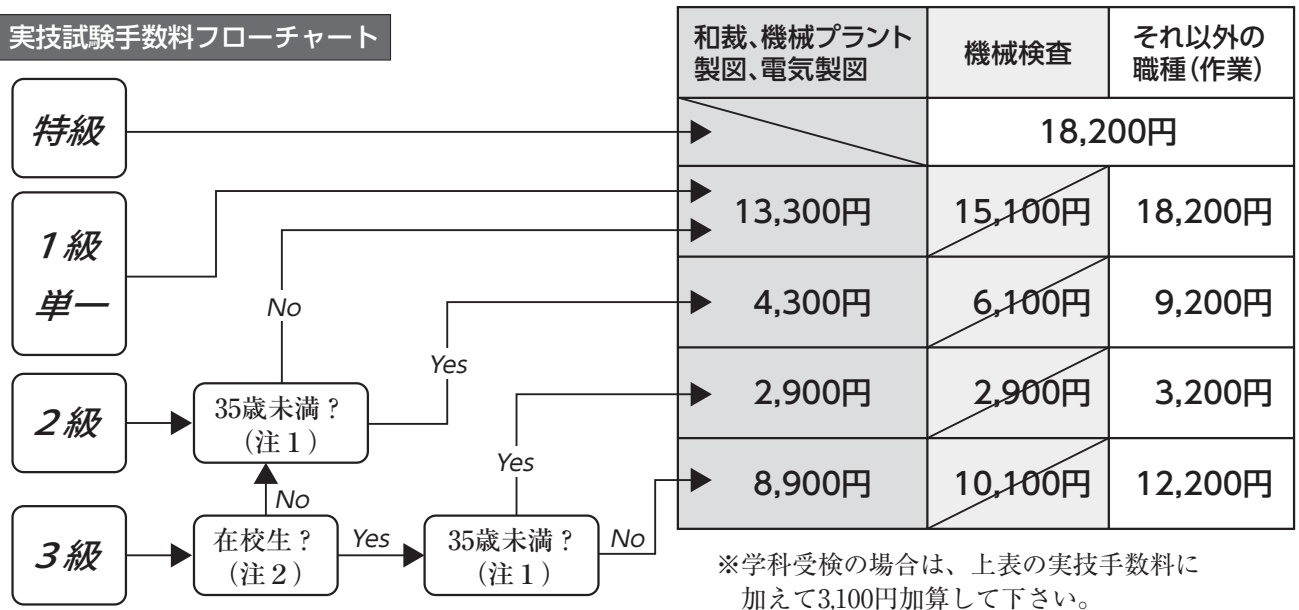 実技試験手数料フローチャート
和裁、機械プラント
製図、電気製図
機械検査
それ以外の
職種(作業)
特級
18,200円
1級
単一
13,300円
15,100円
18,200円
No
4,300円
6,100円
9,200円
Yes
2級
35歳未満?
(注1)
2,900円
2,900円
3,200円
Yes
No
8,900円
10,100円
12,200円
3級
在校生?
(注2)
Yes
35歳未満?
(注1)
No
※学科受検の場合は、上表の実技手数料に
加えて3,100円加算して下さい。